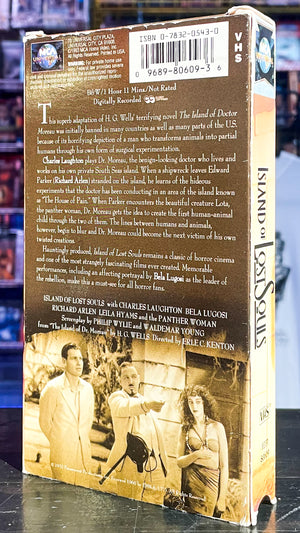 70 UNIVERSAL CITY PLAZA,
UNIVERSAL CITY, CA 91608.
ISBN 0-7832-0543-0
0 9689-80609-3 6
VHS
B&W/1 Hour 11 Mins/Not Rated
Digitally Recorded
This superb adaptation of H. G. Wells' terrifying novel The Island of Doctor
Moreau was initially banned in many countries as well as many parts of the U.S.
because of its horrifying depiction of a man who transforms animals into partial
humans through his own form of surgical experimentation.
Charles Laughton plays Dr. Moreau, the benign-looking doctor who lives and
works on his own private South Seas island. When a shipwreck leaves Edward
Parker (Richard Arlen) stranded on the island, he learns of the hideous
experiments that the doctor has been conducting in an area of the island known
as "The House of Pain." When Parker encounters the beautiful creature Lota,
the panther woman, Dr. Moreau gets the idea to create the first human-animal
child through the two of them. The lines between humans and animals,
however, begin to blur and Dr. Moreau could become the next victim of his own
twisted creations.
Hauntingly produced, Island of Lost Souls remains a classic of horror cinema
and one of the most strangely fascinating films ever created. Memorable
performances, including an affecting portrayal by Bela Lugosi as the leader of
the rebellion, make this a must-see for all horror fans.
ISLAND OF LOST SOULS with CHARLES LAUGHTON BELA LUGOSI
RICHARD ARLEN LEILA HYAMS and the PANTHER WOMAN
Screenplay by PHILIP WYLIE and WALDEMAR YOUNG
from "The Island of Dr. Moreau" by H.G. WELLS. Directed by ERLE C. KENTON
ISLAND OF
LOST SOULS
VHS